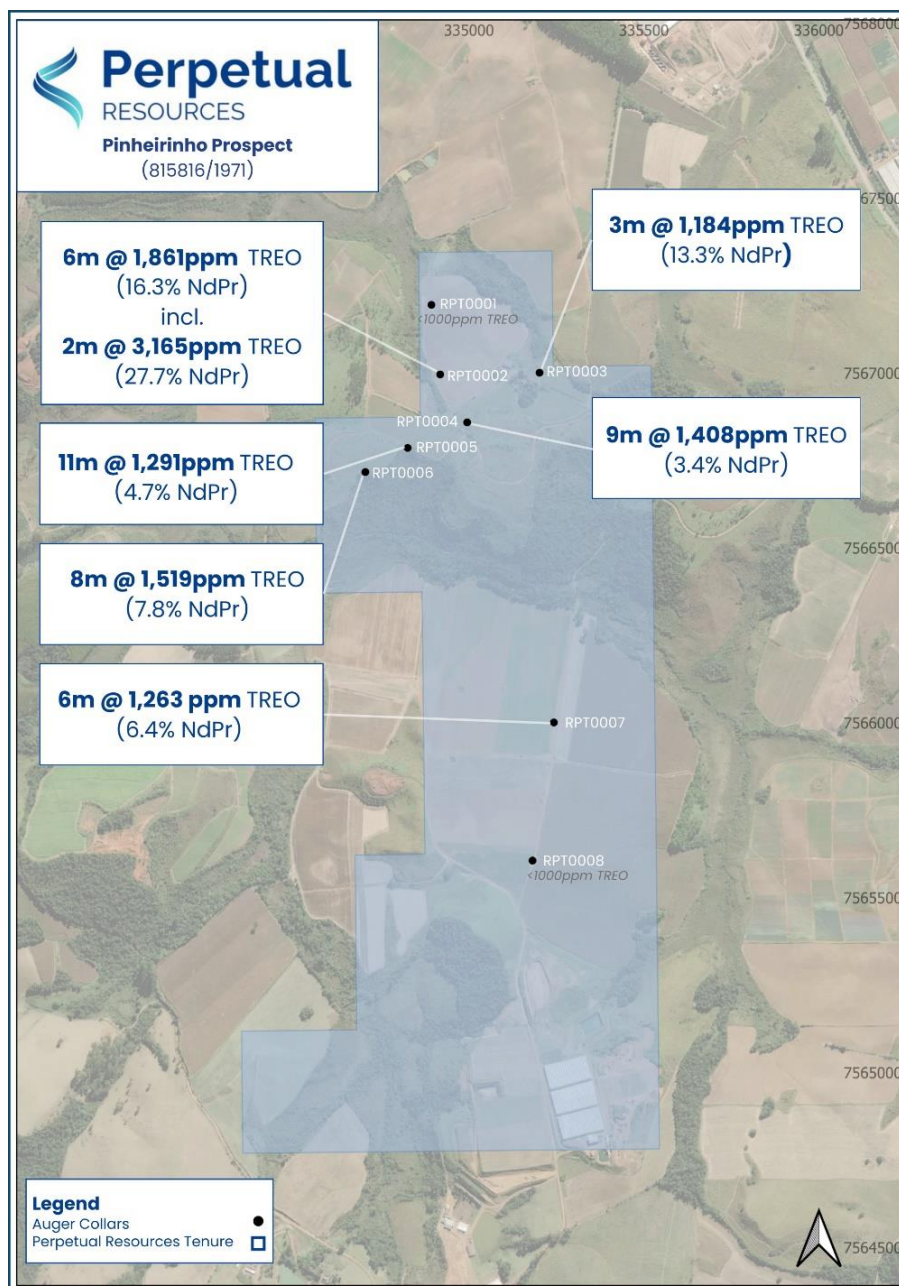 335000 335500 336000 7568000
Perpetual
RESOURCES
Pinheirinho Prospect
(815816/1971)
7567500
6m @ 1,861ppm TREO
(16.3% NdPr)
incl.
2m @ 3,165ppm TREO
(27.7% NdPr)
3m @ 1,184ppm TREO
(13.3% NdPr)
RPT0001
<1000ppm TREO
RPT0002
RPT0003
7567000
RPT0004
RPT0005
RPT0006
11m @ 1,291ppm TREO
(4.7% NdPr)
9m @ 1,408ppm TREO
(3.4% NdPr)
7566500
8m @ 1,519ppm TREO
(7.8% NdPr)
6m @ 1,263 ppm TREO
(6.4% NdPr)
RPT0007
7566000
RPT0008
<1000ppm TREO
7565500
7565000
Legend
Auger Collars
Perpetual Resources Tenure
7564500